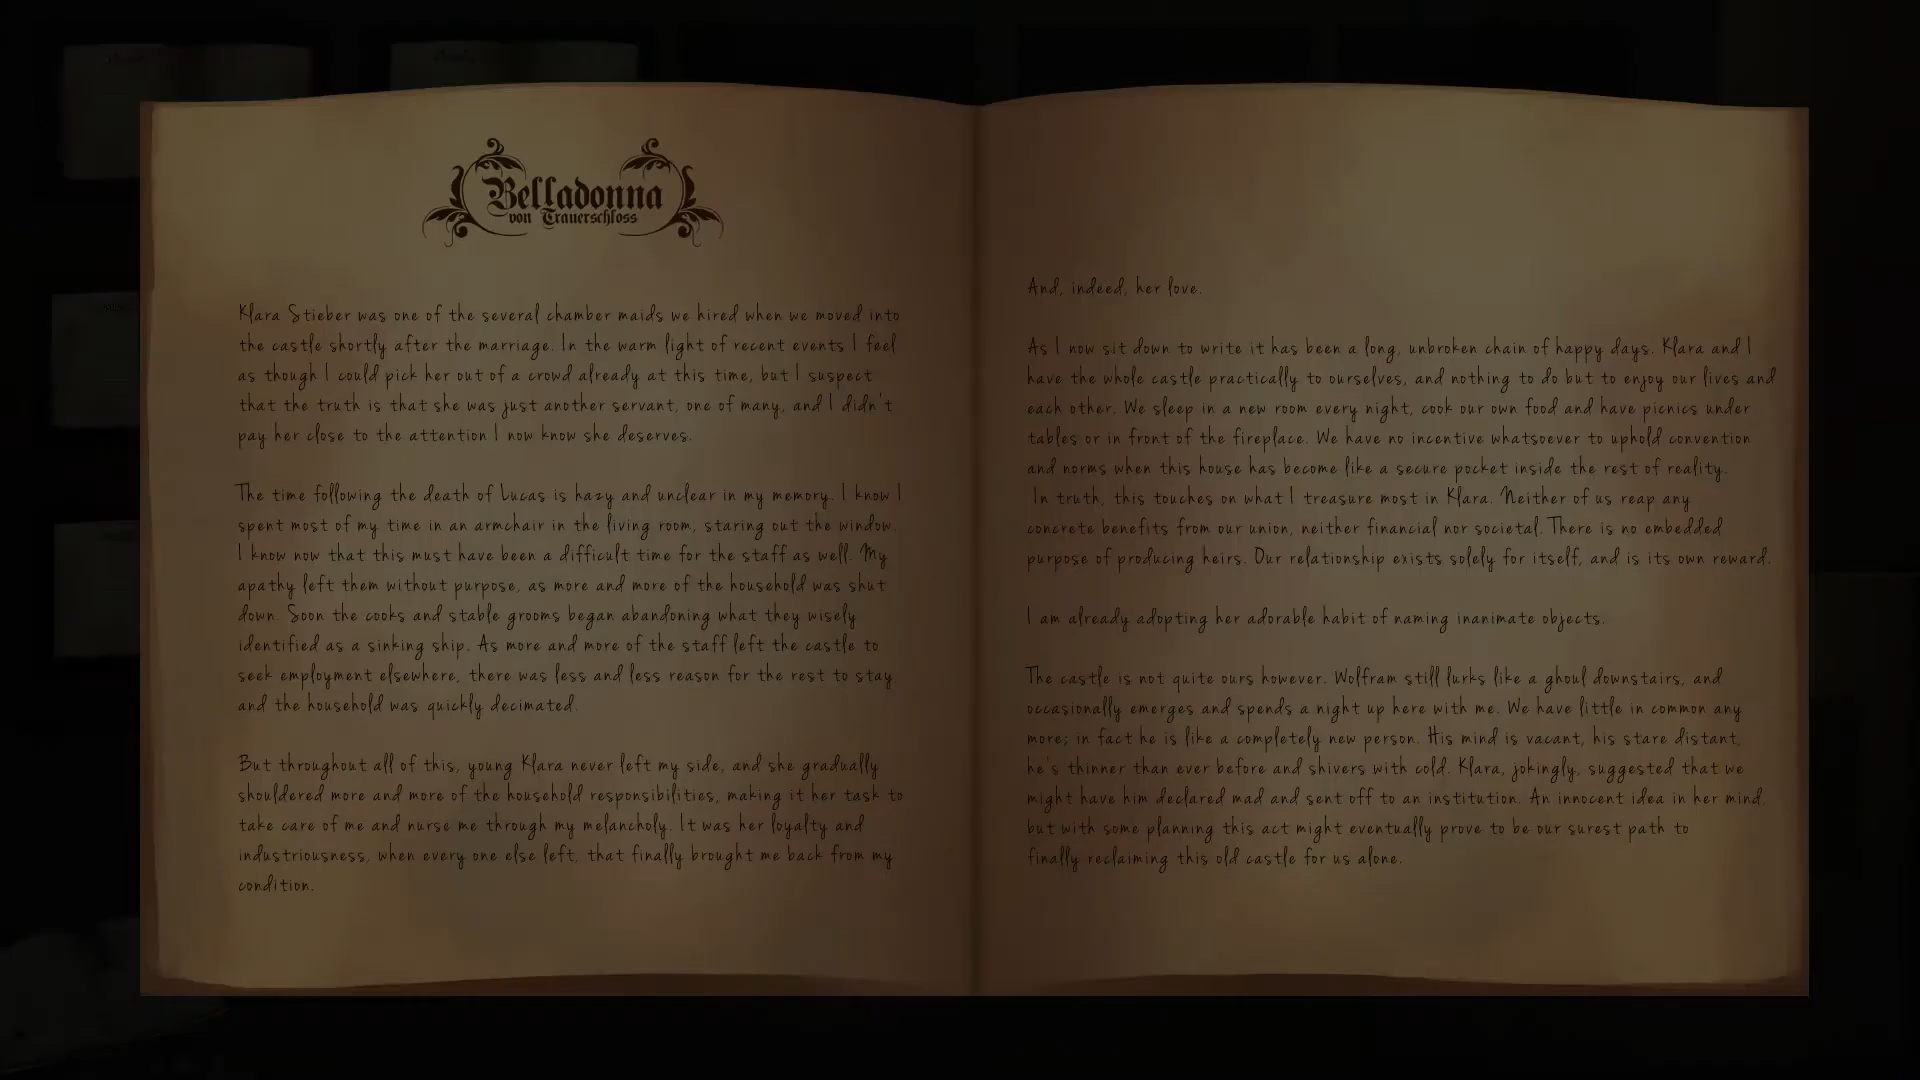 Belladonna
von Trauerschloss
Klara Stieber was one of the several chamber maids we hired when we moved into
the castle shortly after the marriage. In the warm light of recent events I feel
as though I could pick her out of a crowd already at this time, but I suspect
that the truth is that she was just another servant, one of many, and I didn't
pay her close to the attention I now know she deserves.
The time following the death of Lucas is hazy and unclear in my memory. I know I
spent most of my time in an armchair in the living room, staring out the window.
I know now that this must have been a difficult time for the staff as well. My
apathy left them without purpose, as more and more of the household was shut
down. Soon the cooks and stable grooms began abandoning what they wisely
identified as a sinking ship. As more and more of the staff left the castle to
seek employment elsewhere, there was less and less reason for the rest to stay,
and the household was quickly decimated.
But throughout all of this, young Klara never left my side, and she gradually
shouldered more and more of the household responsibilities, making it her task to
take care of me and nurse me through my melancholy. It was her loyalty and
industriousness, when every one else left, that finally brought me back from my
condition.
And, indeed, her love.
As I now sit down to write it has been a long, unbroken chain of happy days. Klara and I
have the whole castle practically to ourselves, and nothing to do but to enjoy our lives and
each other. We sleep in a new room every night, cook our own food and have picnics under
tables or in front of the fireplace. We have no incentive whatsoever to uphold convention
and norms when this house has become like a secure pocket inside the rest of reality.
In truth, this touches on what I treasure most in Klara. Neither of us reap any
concrete benefits from our union, neither financial nor societal. There is no embedded
purpose of producing heirs. Our relationship exists solely for itself, and is its own reward.
I am already adopting her adorable habit of naming inanimate objects.
The castle is not quite ours however. Wolfram still lurks like a ghoul downstairs, and
occasionally emerges and spends a night up here with me. We have little in common any
more; in fact he is like a completely new person. His mind is vacant, his stare distant,
he's thinner than ever before and shivers with cold. Klara, jokingly, suggested that we
might have him declared mad and sent off to an institution. An innocent idea in her mind,
but with some planning this act might eventually prove to be our surest path to
finally reclaiming this old castle for us alone.